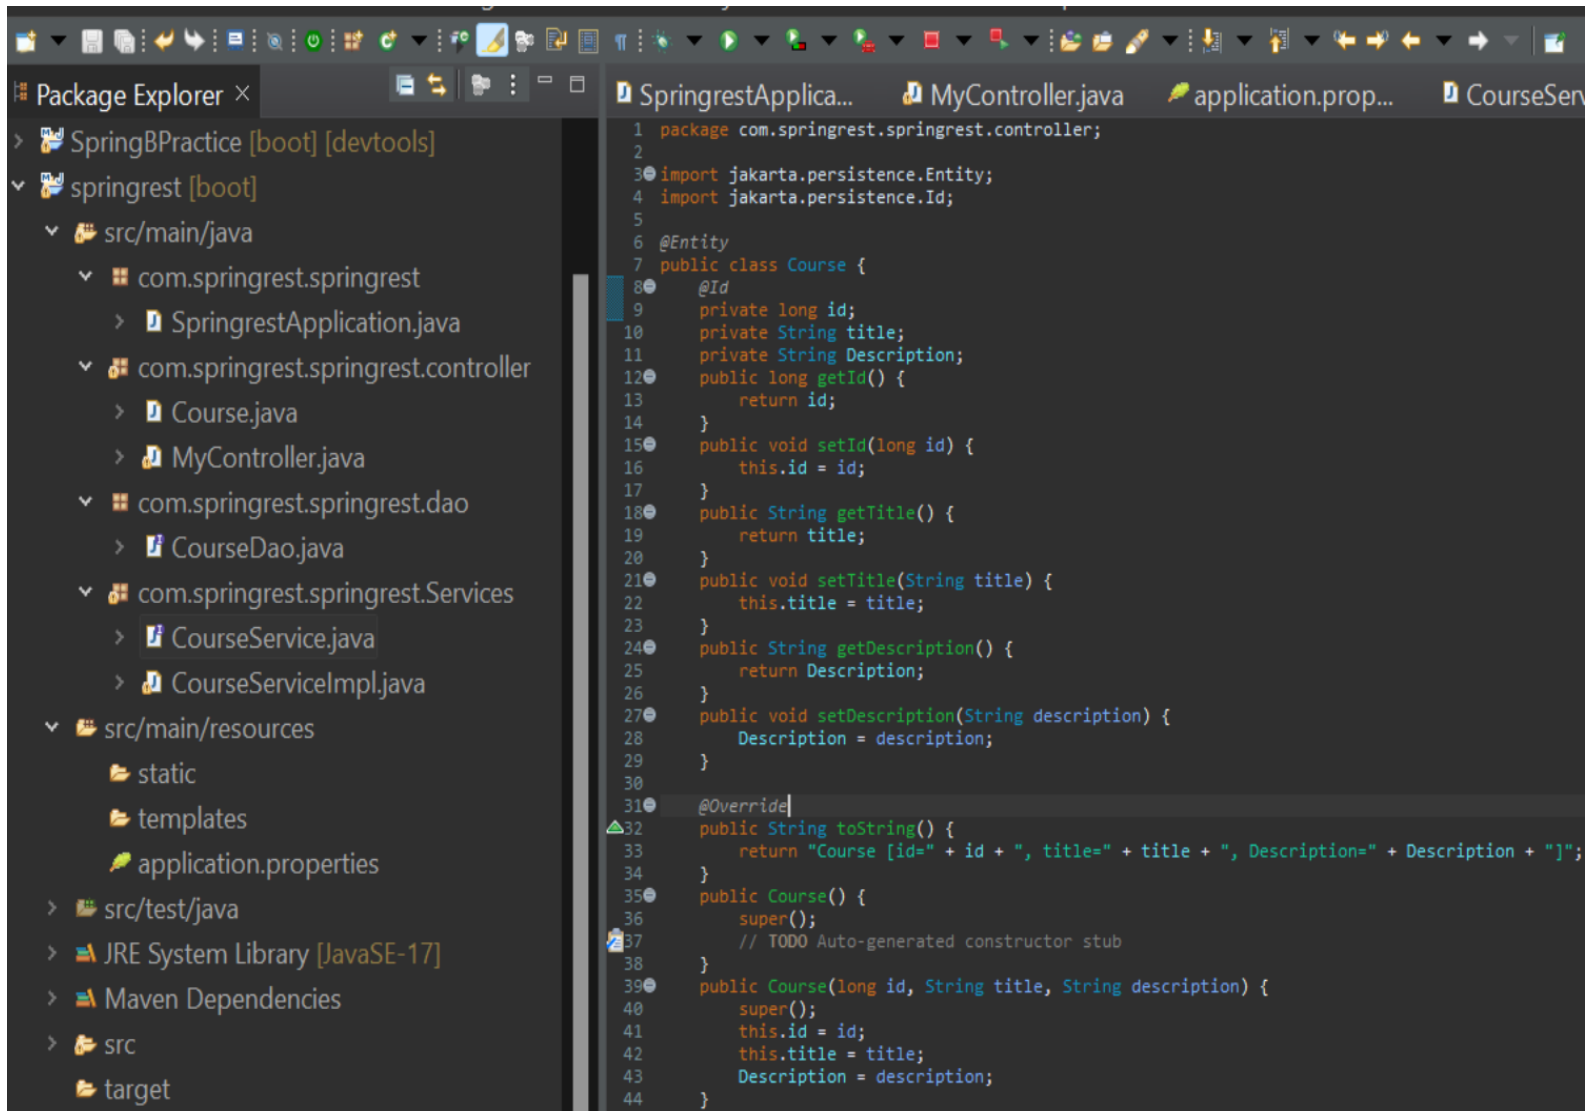 Package Explorer
SpringBPractice [boot] [devtools]
springrest [boot]
src/main/java
com.springrest.springrest
SpringrestApplication.java
com.springrest.springrest.controller
Course.java
MyController.java
com.springrest.springrest.dao
CourseDao.java
com.springrest.springrest.Services
CourseService.java
CourseServiceImpl.java
src/main/resources
static
templates
application.properties
src/test/java
JRE System Library [JavaSE-17]
Maven Dependencies
src
target
SpringrestApplica... MyController.java application.prop... CourseSer
1 package com.springrest.springrest.controller;
2
3 import jakarta.persistence.Entity;
4 import jakarta.persistence.Id;
5
6 @Entity
7 public class Course {
8 @Id
9 private long id;
10 private String title;
11 private String Description;
12 public long getId() {
13 return id;
14 }
15 public void setId(long id) {
16 this.id = id;
17 }
18 public String getTitle() {
19 return title;
20 }
21 public void setTitle(String title) {
22 this.title = title;
23 }
24 public String getDescription() {
25 return Description;
26 }
27 public void setDescription(String description) {
28 Description = description;
29 }
30
31 @Override
32 public String toString() {
33 return "Course [id=" + id + ", title=" + title + ", Description=" + Description + "]";
34 }
35 public Course() {
36 super();
37 // TODO Auto-generated constructor stub
38 }
39 public Course(long id, String title, String description) {
40 super();
41 this.id = id;
42 this.title = title;
43 Description = description;
44 }